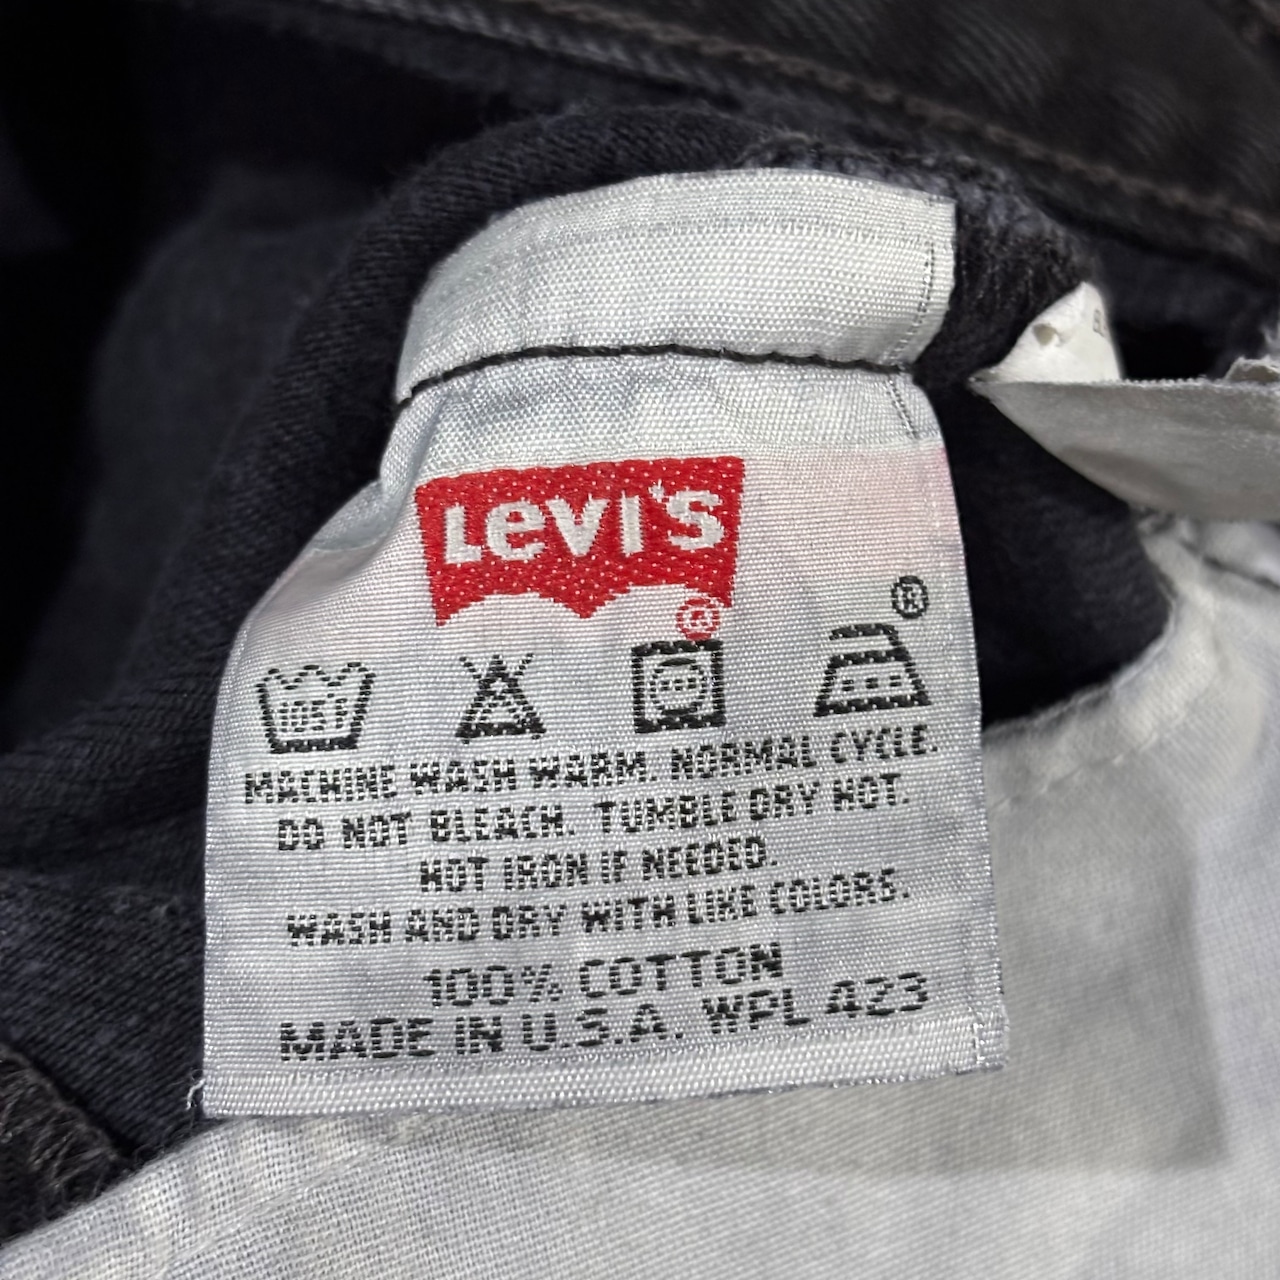 Levi's
®
®
105F
MACHINE WASH WARM. NORMAL CYCLE.
DO NOT BLEACH. TUMBLE DRY HOT.
HOT IRON IF NEEDED.
WASH AND DRY WITH LIKE COLORS.
100% COTTON
MADE IN U.S.A. WPL 423